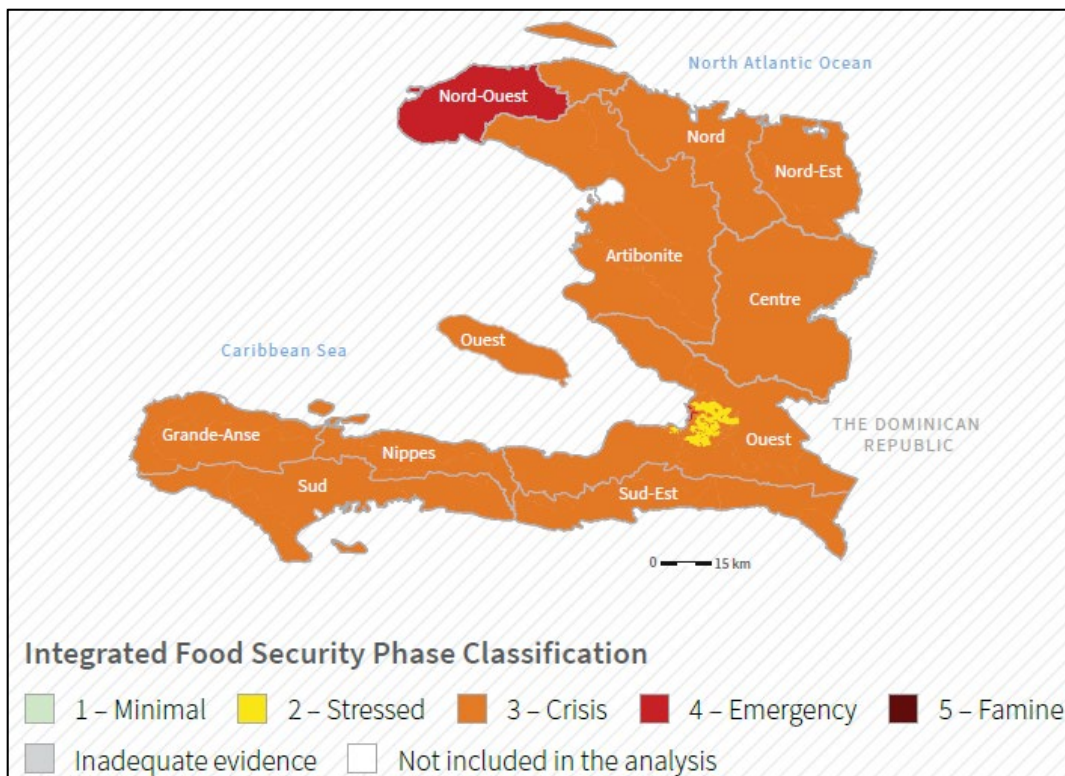 North Atlantic Ocean
Nord-Ouest
Nord
Nord-Est
Artibonite
Centre
Ouest
Caribbean Sea
THE DOMINICAN
REPUBLIC
Grande-Anse
Ouest
Nippes
Sud
Sud-Est
0 15 km
Integrated Food Security Phase Classification
1 – Minimal 2 – Stressed 3 – Crisis 4 – Emergency 5 – Famine
Inadequate evidence Not included in the analysis